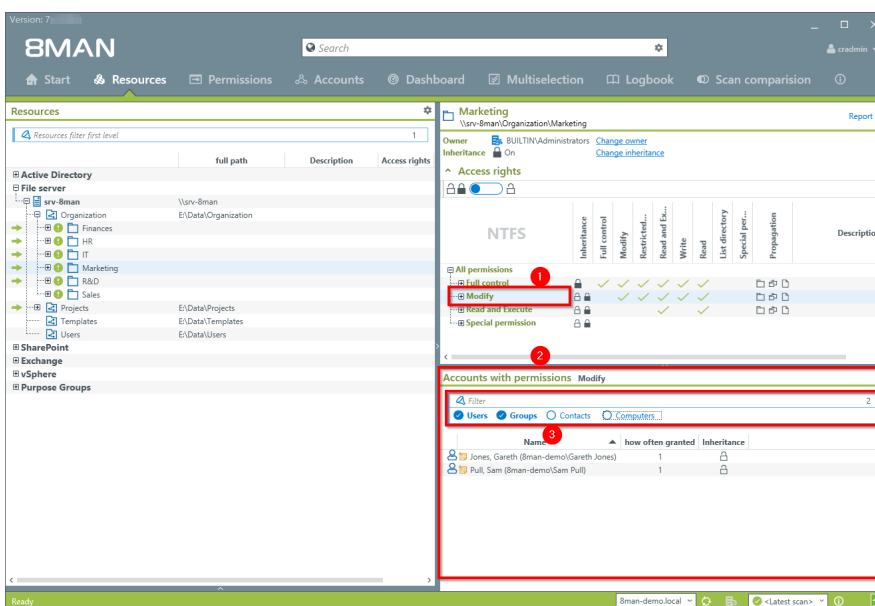 Version: 7
8MAN
Search
cradmin
Start Resources Permissions Accounts Dashboard Multiselection Logbook Scan comparision
Resources
Resources filter first level 1
full path Description Access rights
Active Directory
File server
srv-8man \\srv-8man
Organization E:\Data\Organization
Finances
HR
IT
Marketing
R&D
Sales
Projects E:\Data\Projects
Templates E:\Data\Templates
Users E:\Data\Users
SharePoint
Exchange
vSphere
Purpose Groups
Marketing
\\srv-8man\Organization\Marketing
Report
Owner BUILTIN\Administrators Change owner
Inheritance On Change inheritance
Access rights
NTFS
Inheritance
Full control
Modify
Restricted...
Read and Ex...
Write
Read
List directory
Special per...
Propagation
Descriptio
All permissions
1
Full control
Modify
Read and Execute
Special permission
2
Accounts with permissions Modify
Filter 2
Users Groups Contacts Computers
3
Name how often granted Inheritance
Jones, Gareth (8man-demo\Gareth Jones) 1
Pull, Sam (8man-demo\Sam Pull) 1
Ready
8man-demo.local <Latest scan>